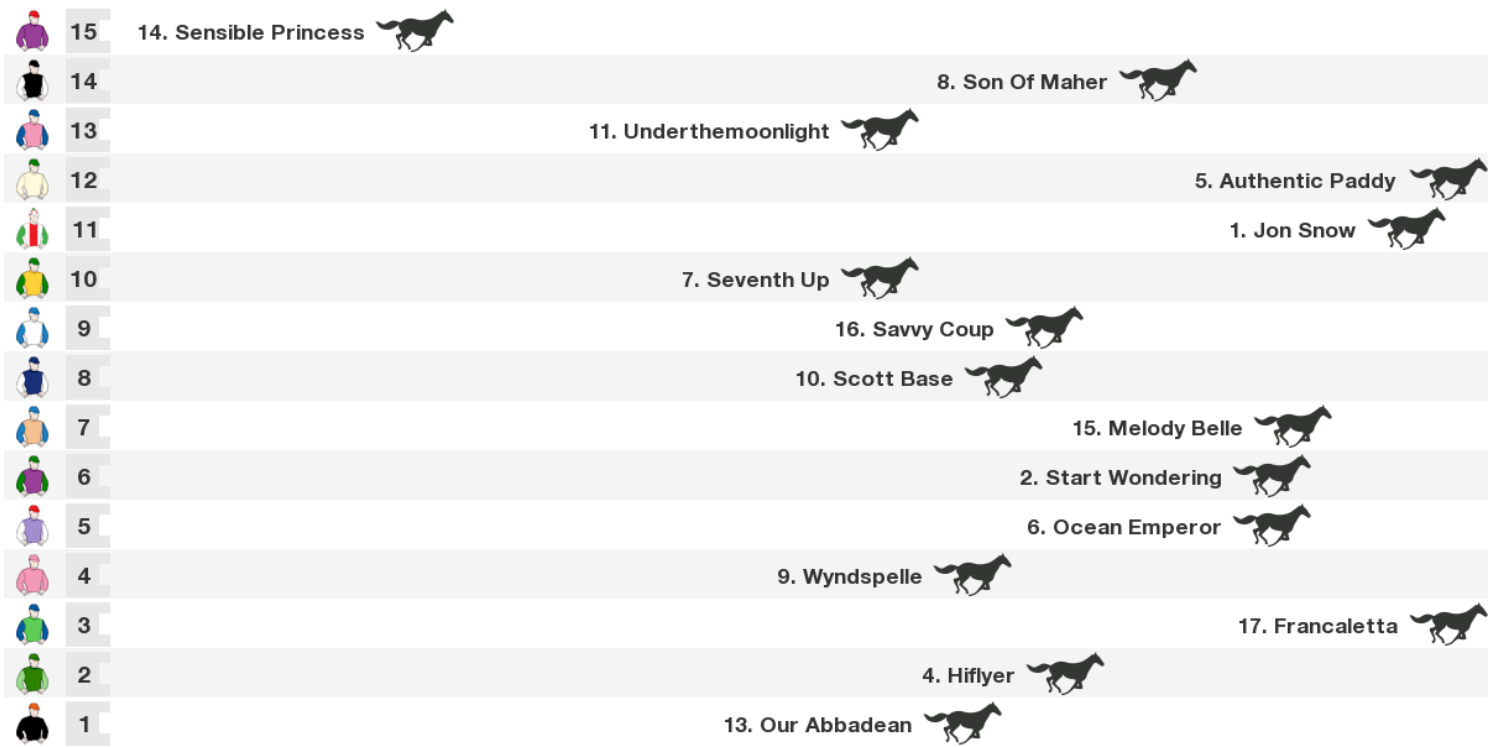 15 14. Sensible Princess
14 8. Son Of Maher
13 11. Underthemoonlight
12 5. Authentic Paddy
11 1. Jon Snow
10 7. Seventh Up
9 16. Savvy Coup
8 10. Scott Base
7 15. Melody Belle
6 2. Start Wondering
5 6. Ocean Emperor
4 9. Wyndspelle
3 17. Francaletta
2 4. Hiflyer
1 13. Our Abbadean